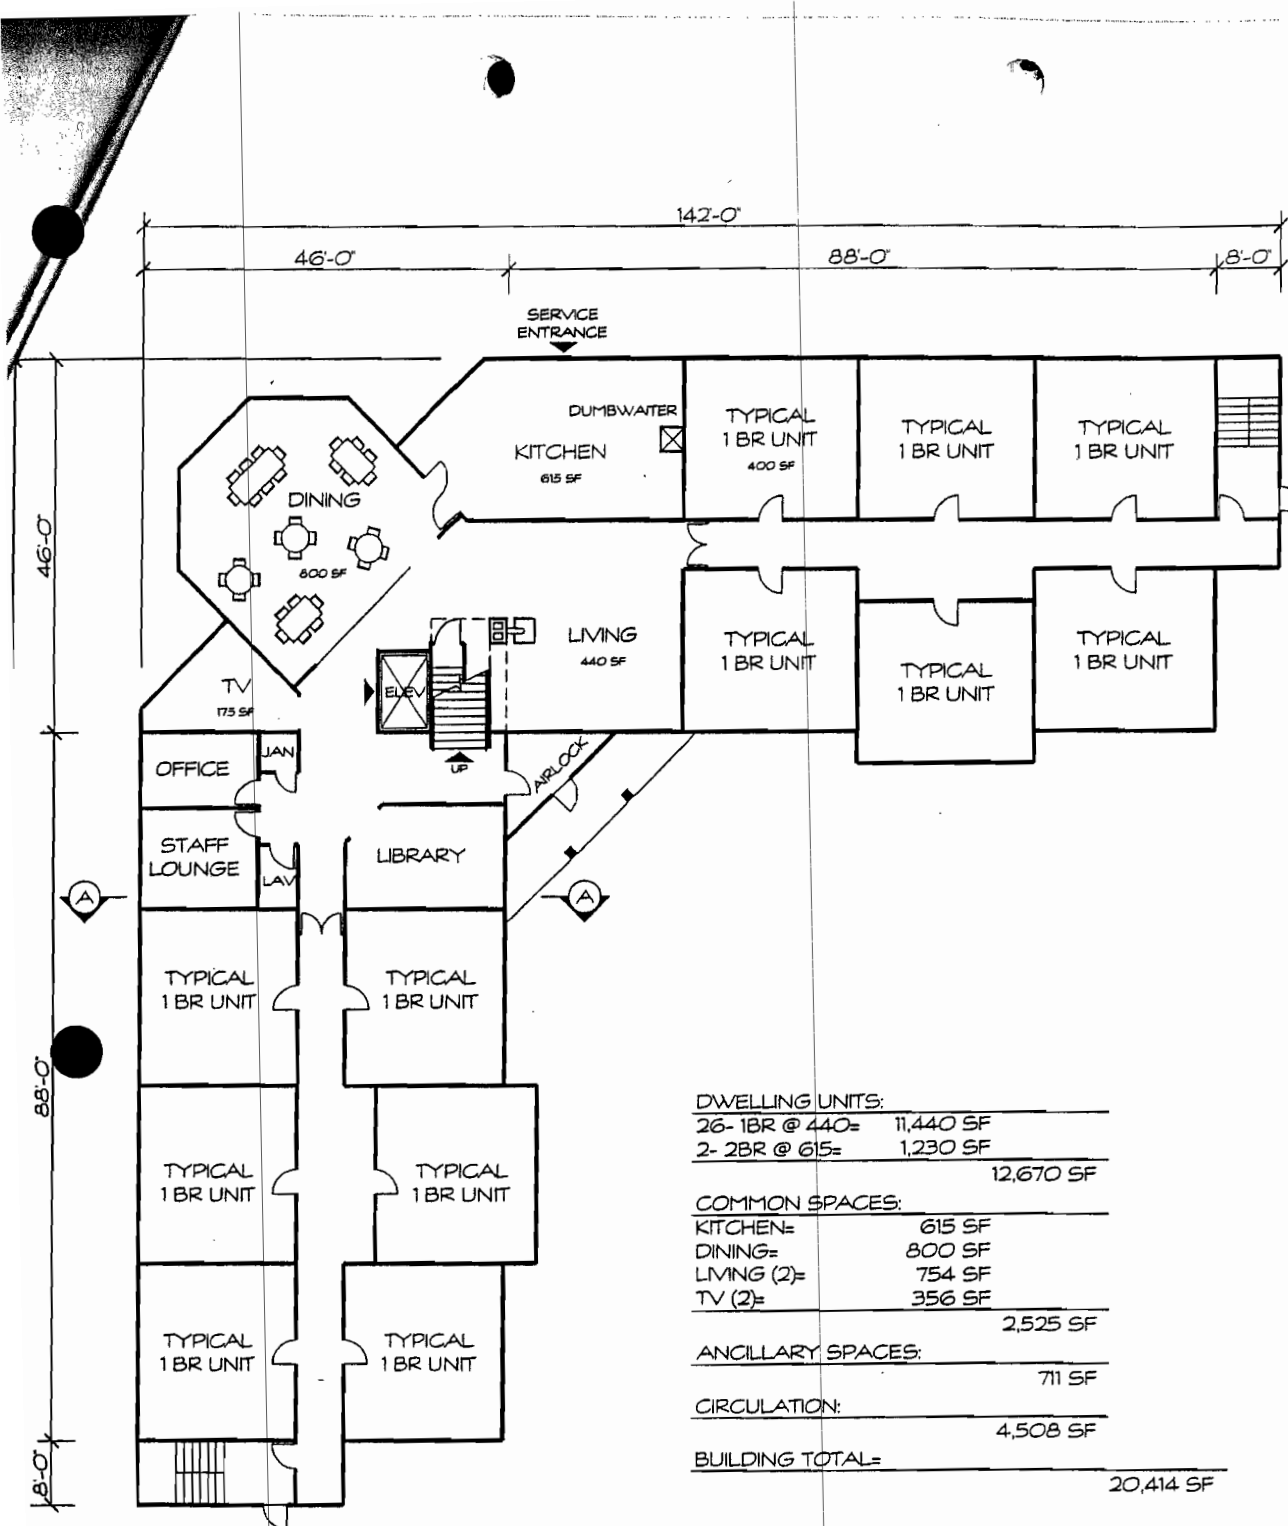 142'-0"
46'-0"
88'-0"
8'-0"
SERVICE
ENTRANCE
DUMBWAITER
KITCHEN
615 SF
TYPICAL
1 BR UNIT
400 SF
TYPICAL
1 BR UNIT
TYPICAL
1 BR UNIT
DINING
800 SF
46'-0"
LIVING
440 SF
TYPICAL
1 BR UNIT
TYPICAL
1 BR UNIT
TYPICAL
1 BR UNIT
TV
175 SF
ELEV
UP
AIRLOCK
OFFICE
JAN
STAFF
LOUNGE
LAV
LIBRARY
A
A
TYPICAL
1 BR UNIT
TYPICAL
1 BR UNIT
88'-0"
TYPICAL
1 BR UNIT
TYPICAL
1 BR UNIT
TYPICAL
1 BR UNIT
TYPICAL
1 BR UNIT
8'-0"
DWELLING UNITS:
26- 1BR @ 440= 11,440 SF
2- 2BR @ 615= 1,230 SF
12,670 SF
COMMON SPACES:
KITCHEN= 615 SF
DINING= 800 SF
LIVING (2)= 754 SF
TV (2)= 356 SF
2,525 SF
ANCILLARY SPACES:
711 SF
CIRCULATION:
4,508 SF
BUILDING TOTAL=
20,414 SF